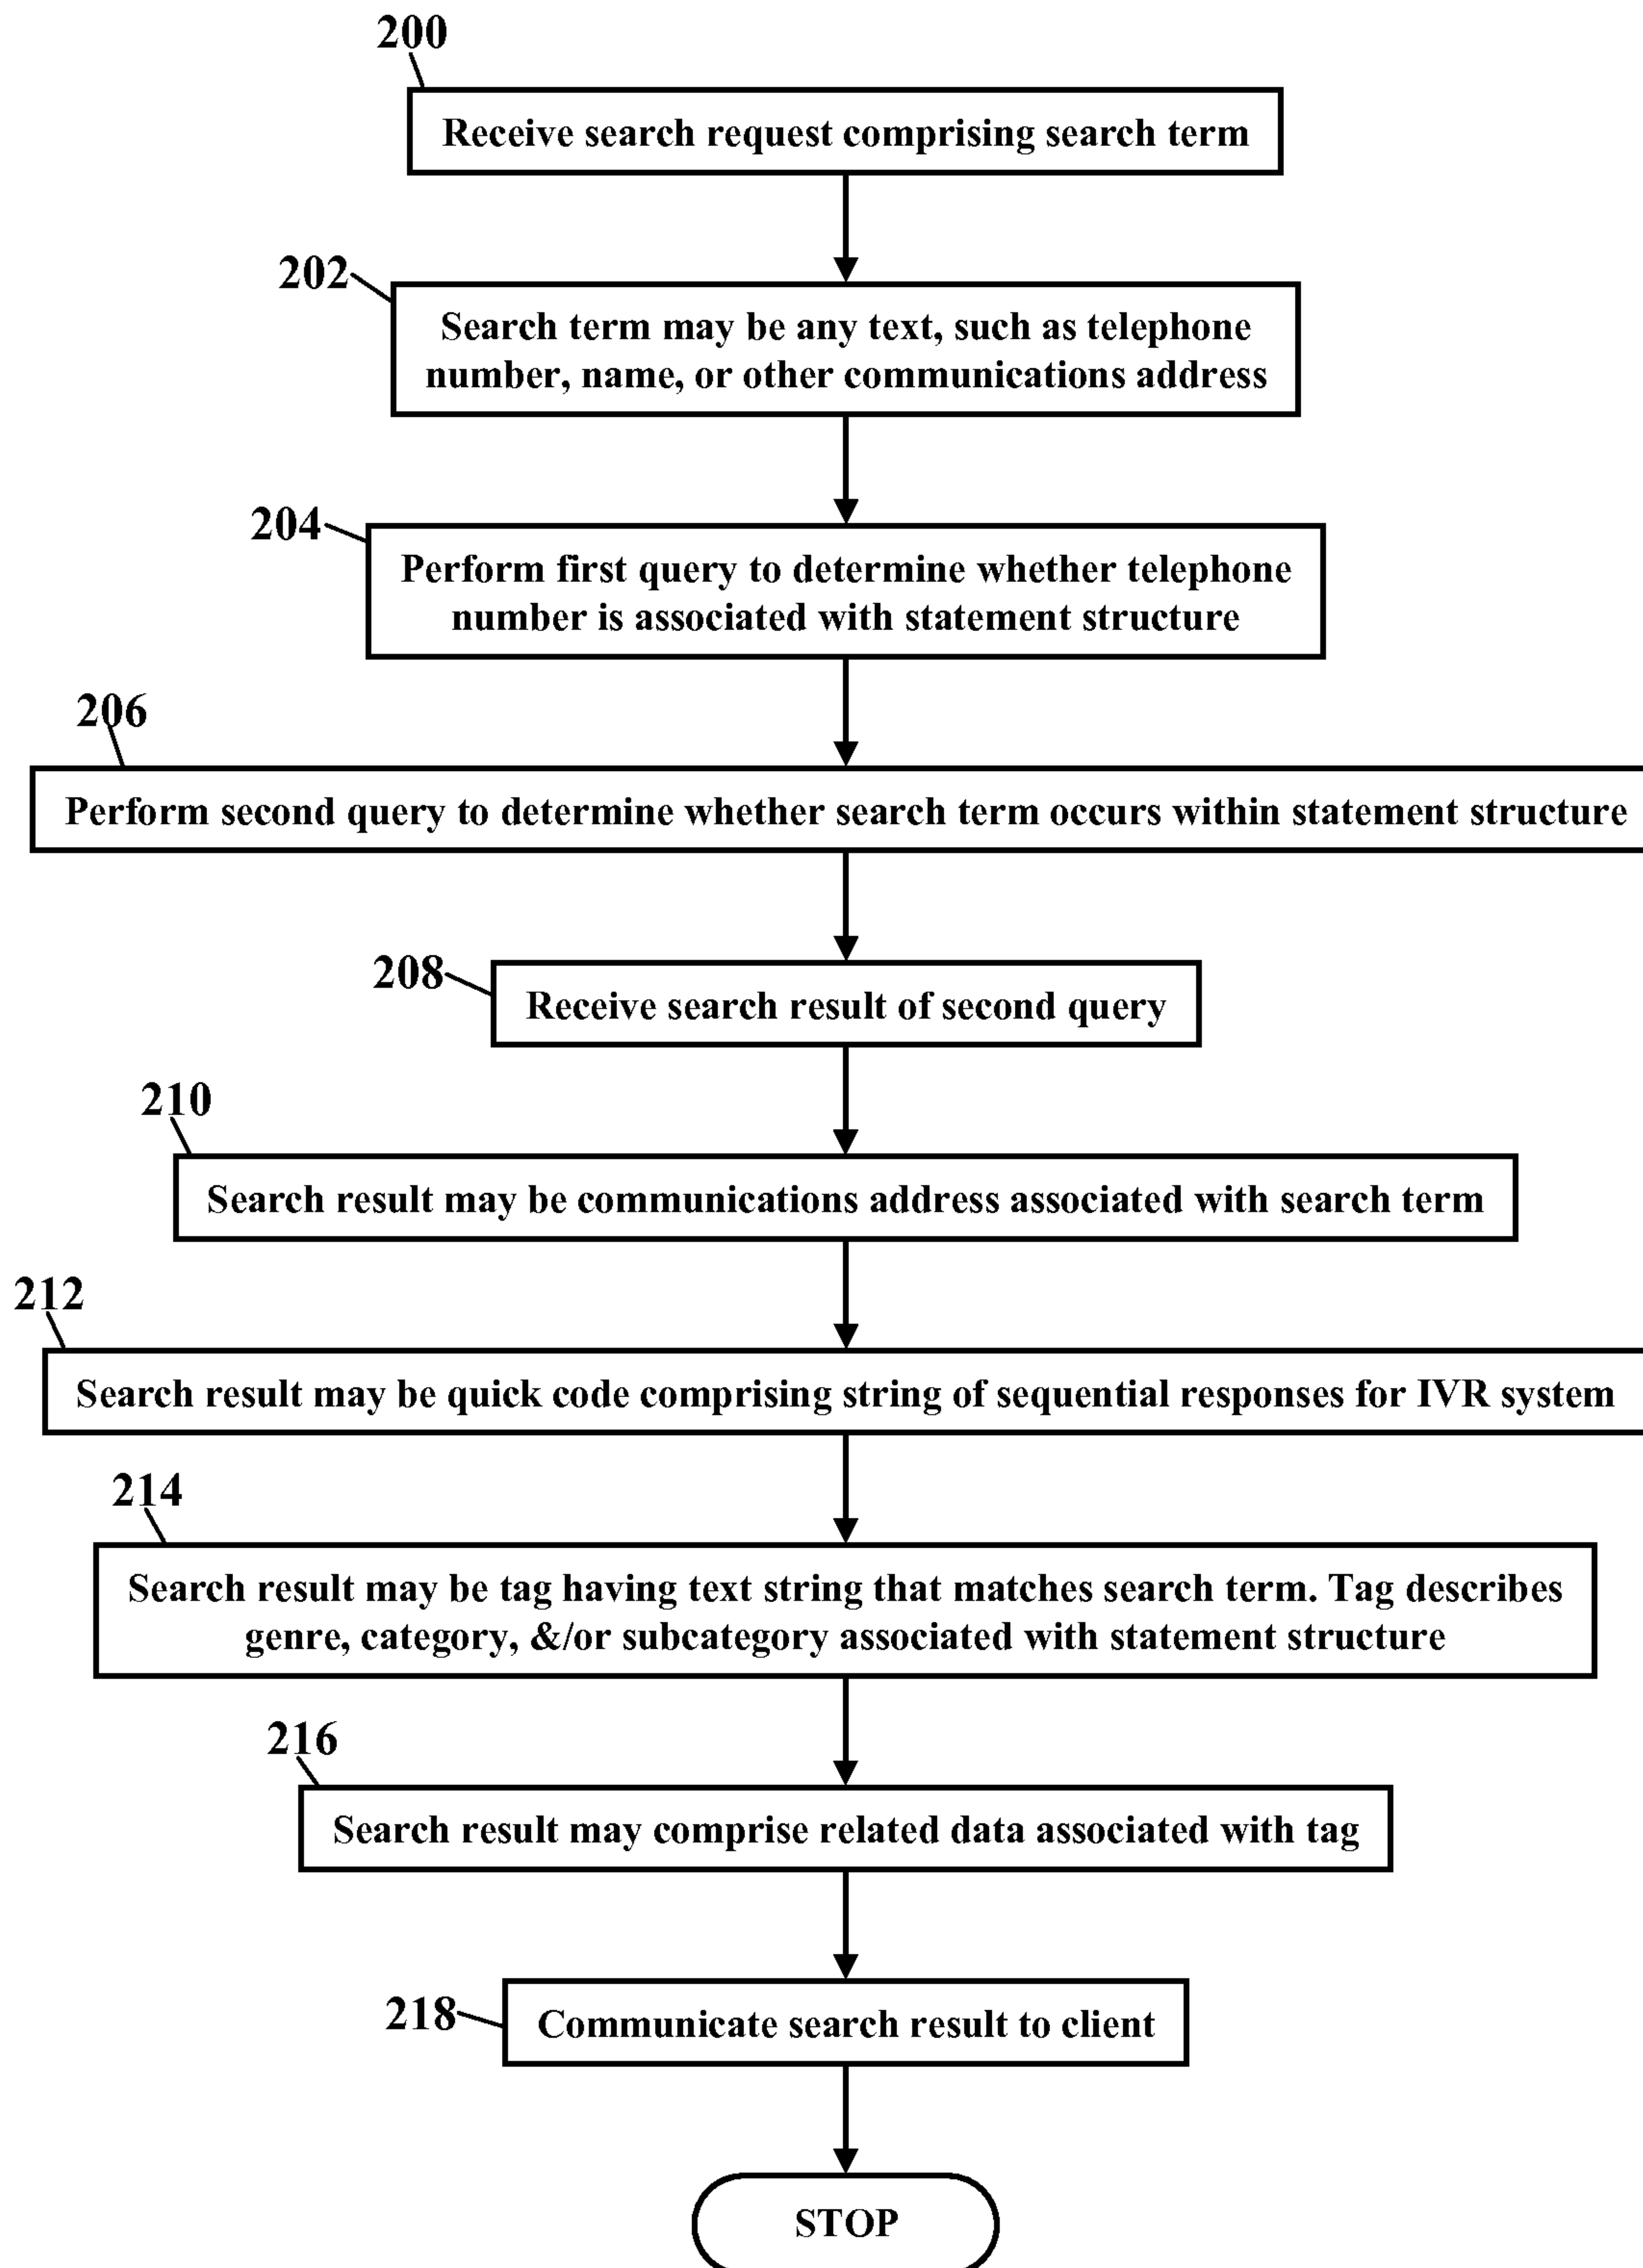 200
Receive search request comprising search term
202
Search term may be any text, such as telephone
number, name, or other communications address
204
Perform first query to determine whether telephone
number is associated with statement structure
206
Perform second query to determine whether search term occurs within statement structure
208
Receive search result of second query
210
Search result may be communications address associated with search term
212
Search result may be quick code comprising string of sequential responses for IVR system
214
Search result may be tag having text string that matches search term. Tag describes
genre, category, &/or subcategory associated with statement structure
216
Search result may comprise related data associated with tag
218
Communicate search result to client
STOP